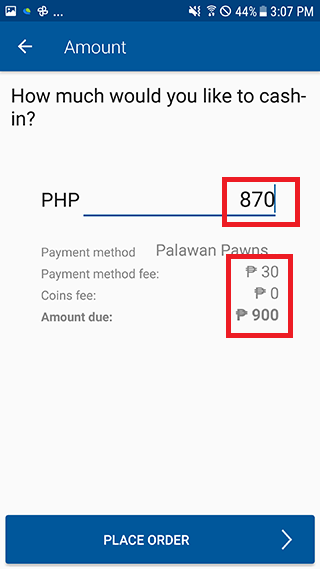 ... 44% 3:07 PM
Amount
How much would you like to cash-
in?
PHP 870
Payment method Palawan Pawns
Payment method fee: ₱ 30
Coins fee: ₱ 0
Amount due: ₱ 900
PLACE ORDER